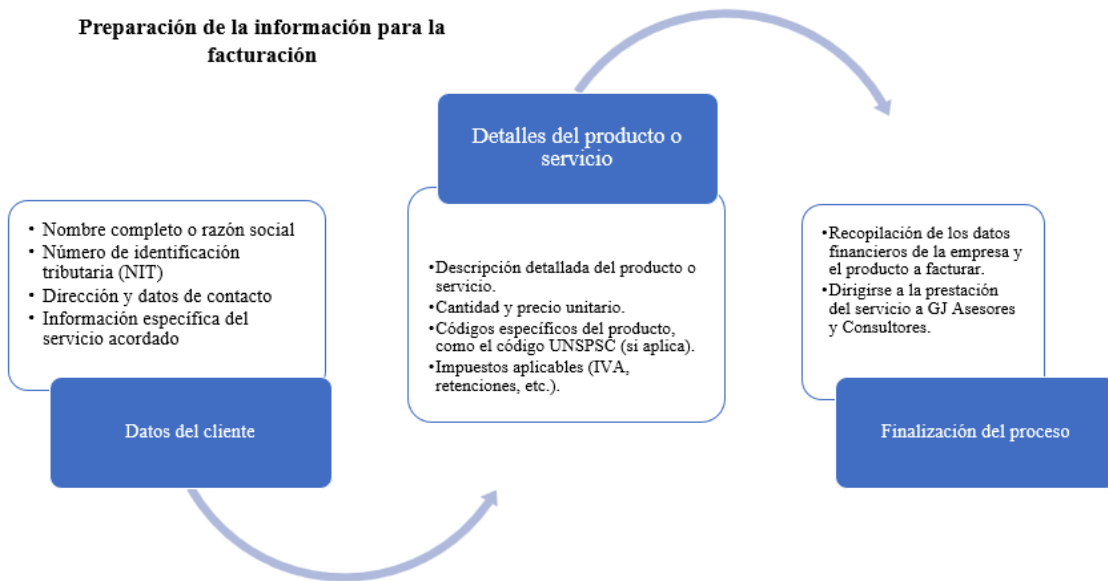 Preparación de la información para la
facturación
• Nombre completo o razón social
• Número de identificación
tributaria (NIT)
• Dirección y datos de contacto
• Información específica del
servicio acordado
Datos del cliente
Detalles del producto o
servicio
•Descripción detallada del producto o
servicio.
•Cantidad y precio unitario.
•Códigos específicos del producto,
como el código UNSPSC (si aplica).
•Impuestos aplicables (IVA,
retenciones, etc.).
•Recopilación de los datos
financieros de la empresa y
el producto a facturar.
•Dirigirse a la prestación
del servicio a GJ Asesores
y Consultores.
Finalización del proceso